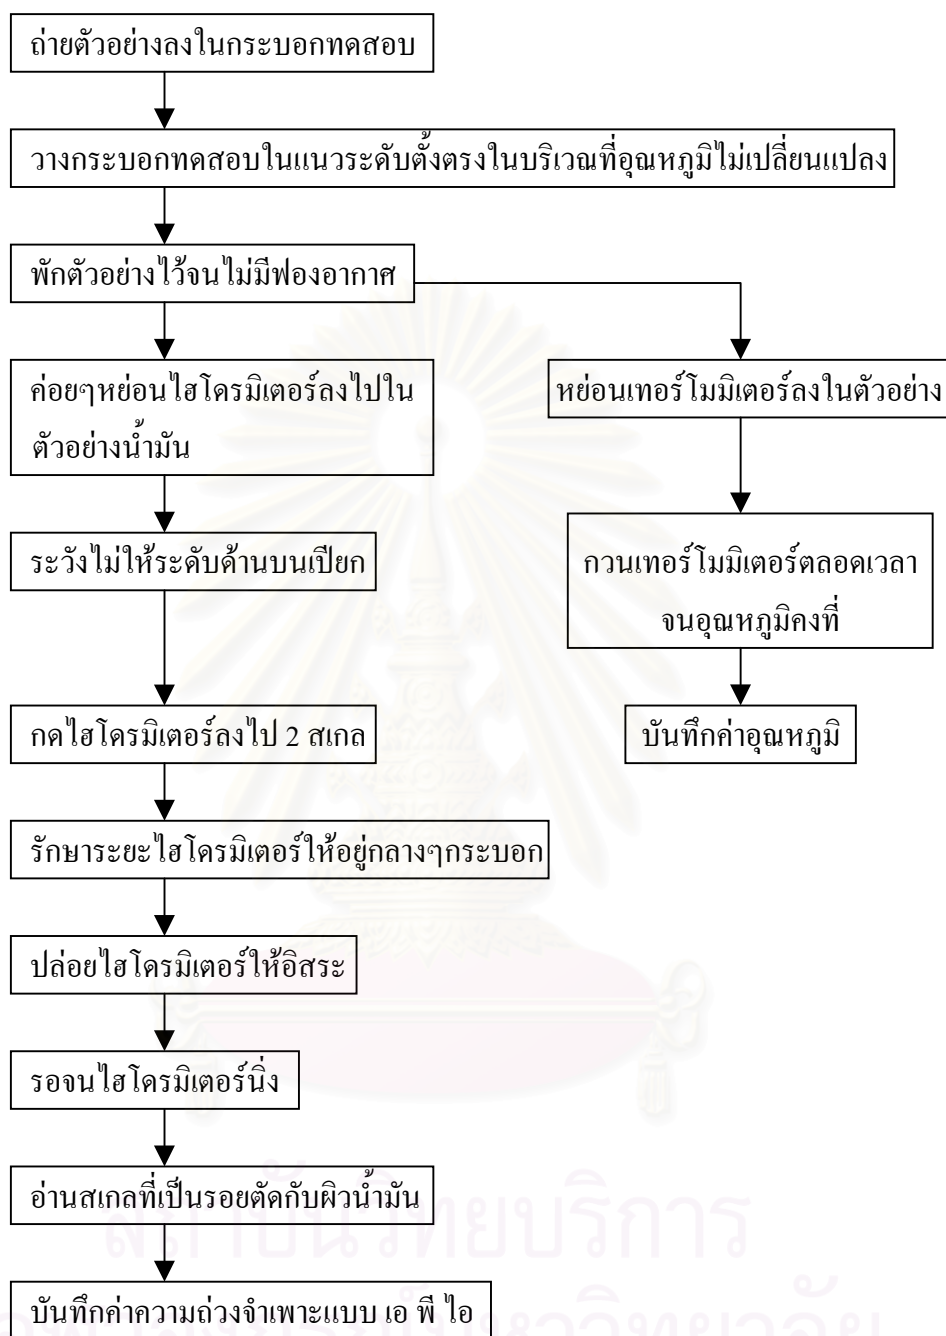 ถ่ายตัวอย่างลงในกระบอกทดสอบ
วางกระบอกทดสอบในแนวระดับตั้งตรงในบริเวณที่อุณหภูมิไม่เปลี่ยนแปลง
พักตัวอย่างไว้จนไม่มีฟองอากาศ
ค่อยๆหย่อนไฮโดรมิเตอร์ลงไปใน
ตัวอย่างน้ำมัน
หย่อนเทอร์โมมิเตอร์ลงในตัวอย่าง
ระวังไม่ให้ระดับด้านบนเปียก
กวนเทอร์โมมิเตอร์ตลอดเวลา
จนอุณหภูมิคงที่
กดไฮโดรมิเตอร์ลงไป 2 สเกล
บันทึกค่าอุณหภูมิ
รักษาระยะไฮโดรมิเตอร์ให้อยู่กลางๆกระบอก
ปล่อยไฮโดรมิเตอร์ให้อิสระ
รอจนไฮโดรมิเตอร์นิ่ง
อ่านสเกลที่เป็นรอยตัดกับผิวน้ำมัน
สถาบันวิทยบริการ
บันทึกค่าความถ่วงจำเพาะแบบ เอ พี ไอ